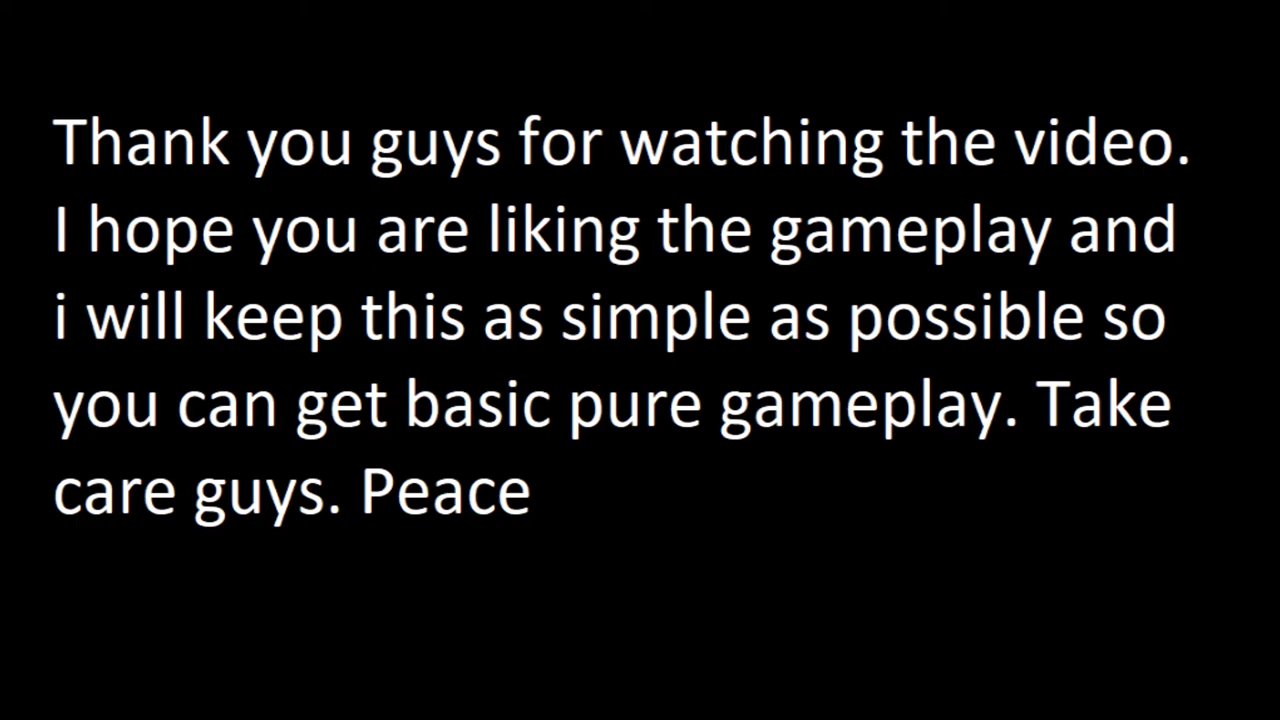 Thank you guys for watching the video.
I hope you are liking the gameplay and
i will keep this as simple as possible so
you can get basic pure gameplay. Take
care guys. Peace